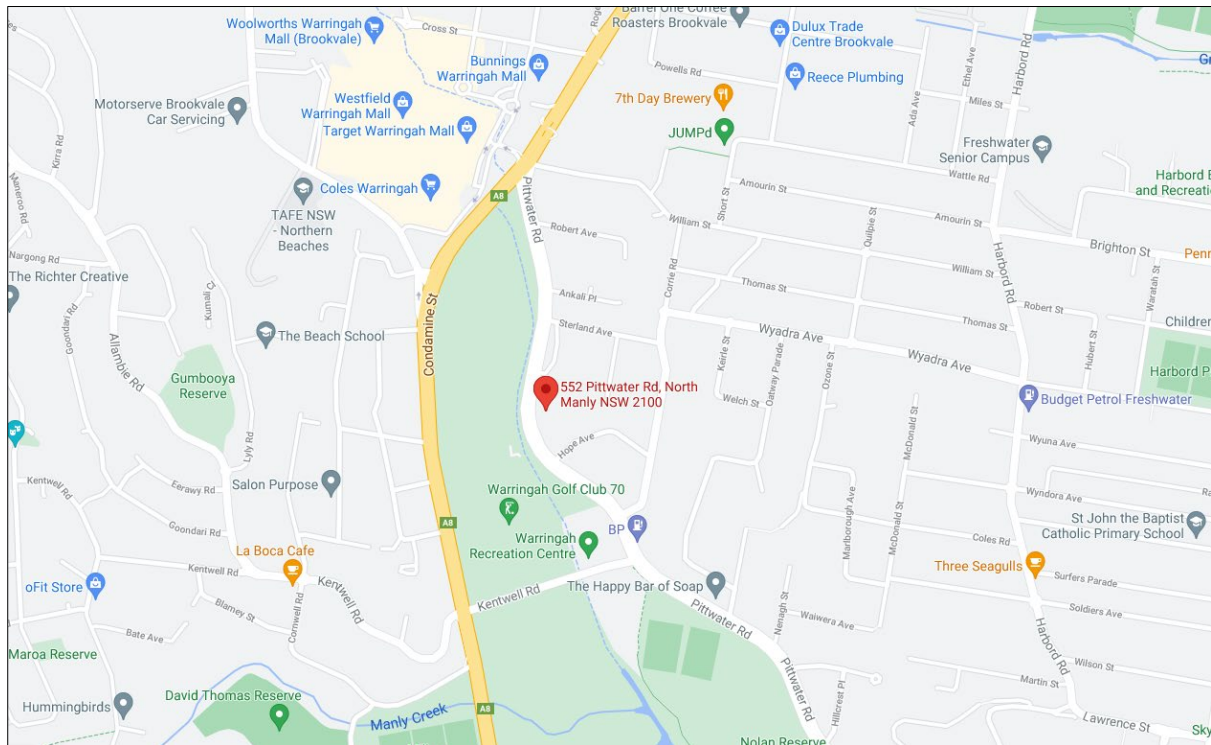 Woolworths Warringah
Mall (Brookvale)
Cross St
Barrel One Coffee
Roasters Brookvale
Dulux Trade
Centre Brookvale
Harbord Rd
Ethel Ave
Bunnings
Warringah Mall
Powells Rd
Reece Plumbing
Westfield
Warringah Mall
Motorserve Brookvale
Car Servicing
7th Day Brewery
Miles St
Ada Ave
Target Warringah Mall
JUMPd
Freshwater
Senior Campus
Kirra Rd
Wattle Rd
Maneroo Rd
Coles Warringah
A8
Pittwater Rd
Amourin St
Short St
TAFE NSW
- Northern
Beaches
Robert Ave
William St
Quilpie St
Amourin St
Brighton St
Nargong Rd
The Richter Creative
Kumali Cl
Corrie Rd
William St
Harbord Rd
Waratah St
Goondari Rd
Ankali Pl
Thomas St
Robert St
Condamine St
Allambie Rd
The Beach School
Sterland Ave
Wyadra Ave
Thomas St
Hubert St
Gumbooya
Reserve
Keirle St
Oatway Parade
Ozone St
Wyadra Ave
552 Pittwater Rd, North
Manly NSW 2100
Welch St
Budget Petrol Freshwater
Lyly Rd
Hope Ave
McDonald St
Wyuna Ave
Kentwell Rd
Eerawy Rd
Salon Purpose
Warringah Golf Club 70
Marlborough Ave
Wyndora Ave
Goondari Rd
A8
BP
McDonald St
St John the Baptist
Catholic Primary School
Warringah
Recreation Centre
Coles Rd
La Boca Cafe
Kentwell Rd
Three Seagulls
oFit Store
Kentwell Rd
Kentwell Rd
The Happy Bar of Soap
Surfers Parade
Blamey St
Cornwell Rd
Pittwater Rd
Nenagh St
Waiwera Ave
Soldiers Ave
Bate Ave
Harbord Rd
Maroa Reserve
Pittwater Rd
Wilson St
Martin St
David Thomas Reserve
Hillcrest Pl
Hummingbirds
Manly Creek
A8
Lawrence St
Nolan Reserve